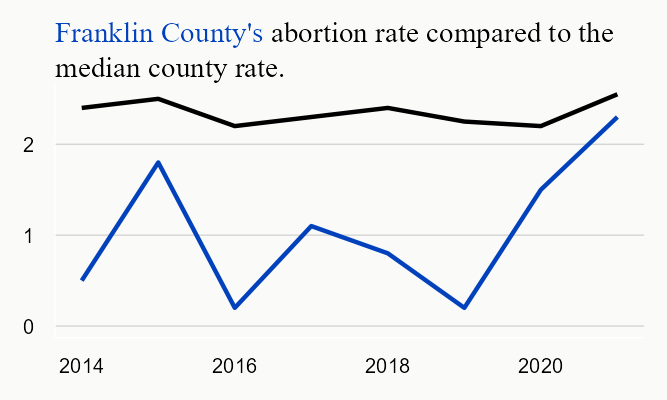 Franklin County's abortion rate compared to the
median county rate.
2
1
0
2014 2016 2018 2020